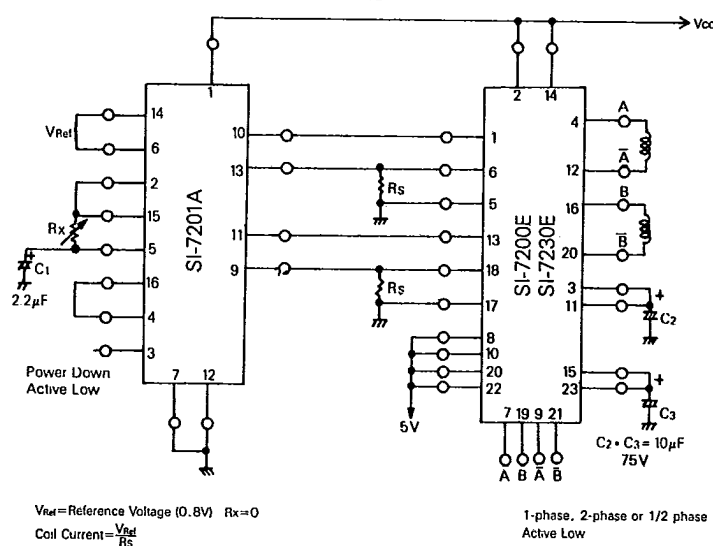 Vcc
1
2 14
14
VRef
6
2
15
Rx
5
+
C1
2.2μF
16
4
3
Power Down
Active Low
7 12
SI-7201A
10
13
11
9
Rs
Rs
1
6
5
13
18
17
8
10
20
22
5V
SI-7200E
SI-7230E
4
12
16
20
3
11
15
23
A
A̅
B
B̅
+
C2
+
C3
C2 • C3=10μF
75V
7 19 9 21
A B A̅ B̅
VRef=Reference Voltage (0.8V) Rx=0
Coil Current=VRef/Rs
1-phase, 2-phase or 1/2 phase
Active Low